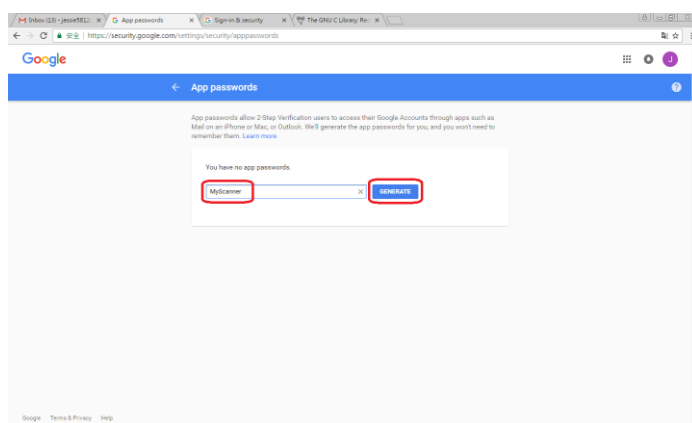 Inbox (13) - jessie5812
App passwords
Sign-in & security
The GNU C Library: Re
安全 | https://security.google.com/settings/security/apppasswords
Google
J
App passwords
App passwords allow 2-Step Verification users to access their Google Accounts through apps such as
Mail on an iPhone or Mac, or Outlook. We'll generate the app passwords for you, and you won't need to
remember them. Learn more
You have no app passwords.
MyScanner
GENERATE
Google Terms & Privacy Help